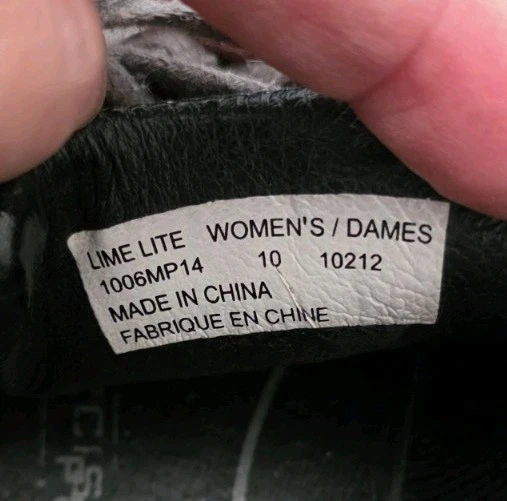 LIME LITE WOMEN'S / DAMES
1006MP14 10 10212
MADE IN CHINA
FABRIQUE EN CHINE